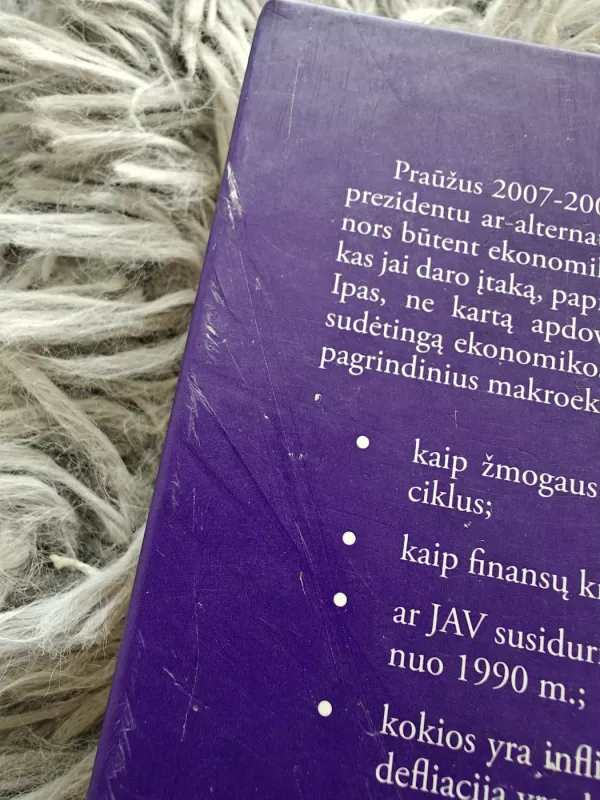 Praūžus 2007-200
prezidentu ar alternat
nors būtent ekonomi
kas jai daro įtaką, pap
Ipas, ne kartą apdov
sudėtingą ekonomiko
pagrindinius makroek
• kaip žmogaus
ciklus;
• kaip finansų k
• ar JAV susidur
nuo 1990 m.;
• kokios yra infli
defliacija